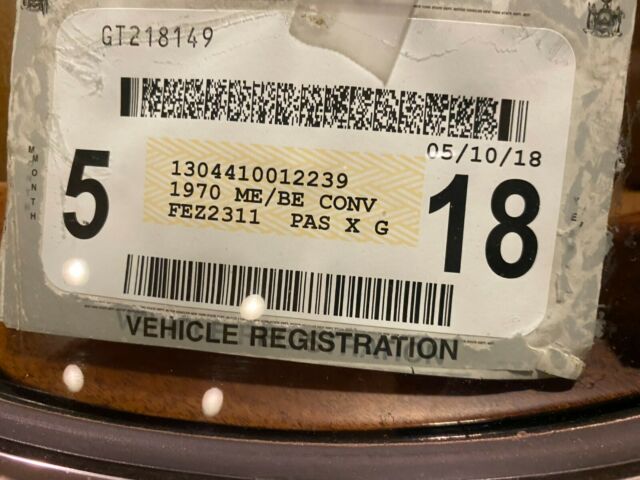 GT218149
05/10/18
MONTH
5
1304410012239
1970 ME/BE CONV
FEZ2311 PAS X G
18
VEHICLE REGISTRATION